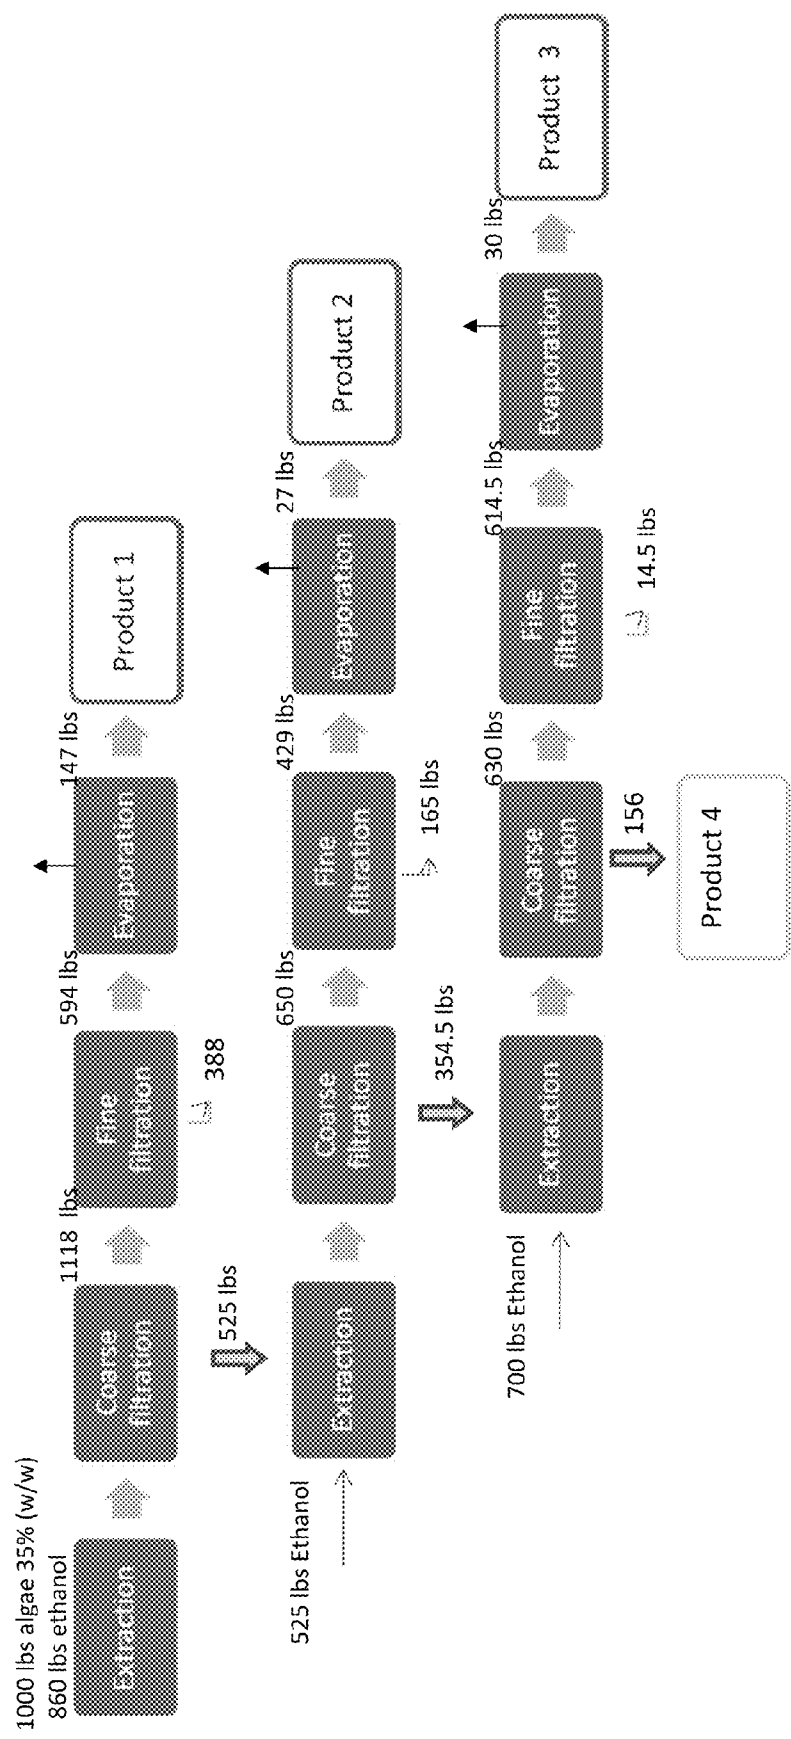 1000 lbs algae 35% (w/w)
860 lbs ethanol
Extraction
Coarse
filtration
1118 lbs
Fine
filtration
594 lbs
Evaporation
147 lbs
Product 1
388
525 lbs
525 lbs Ethanol
Extraction
Coarse
filtration
650 lbs
Fine
filtration
429 lbs
Evaporation
27 lbs
Product 2
165 lbs
354.5 lbs
700 lbs Ethanol
Extraction
Coarse
filtration
630 lbs
Fine
filtration
614.5 lbs
Evaporation
30 lbs
Product 3
14.5 lbs
156
Product 4